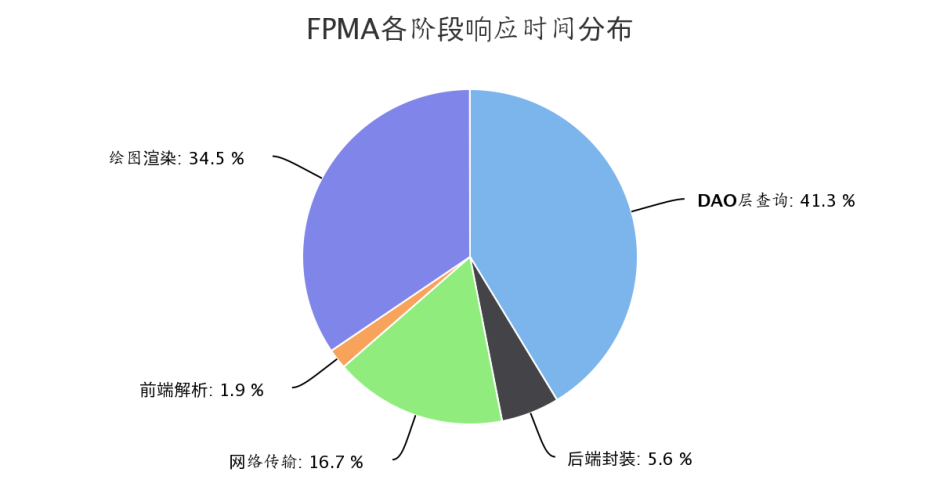 FPMA各阶段响应时间分布
绘图渲染: 34.5 %
DAO层查询: 41.3 %
前端解析: 1.9 %
网络传输: 16.7 %
后端封装: 5.6 %